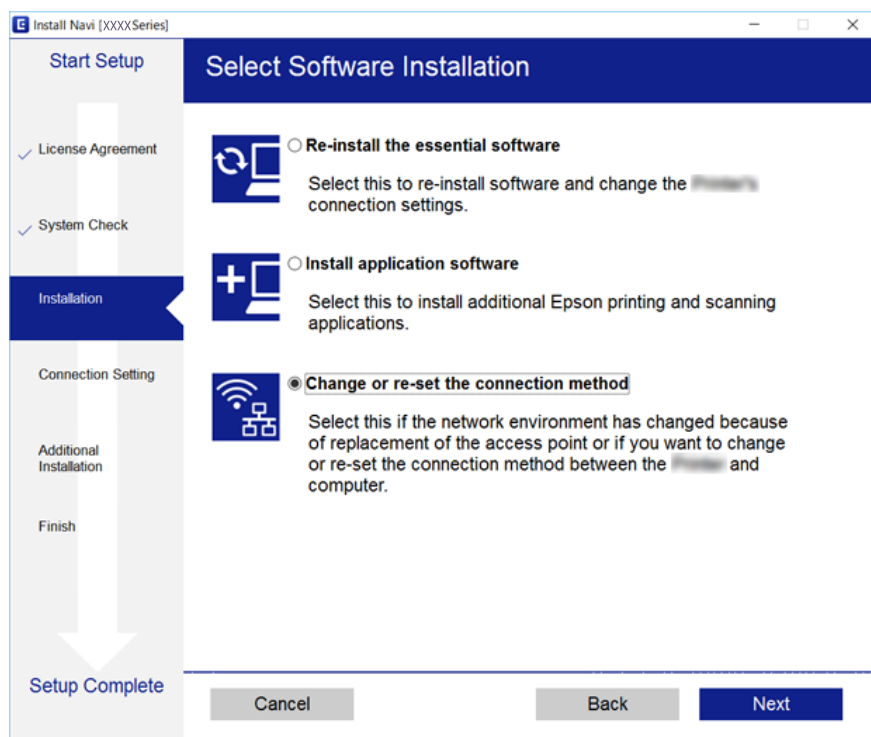 Install Navi [XXXXSeries]
Start Setup
License Agreement
System Check
Installation
Connection Setting
Additional
Installation
Finish
Setup Complete
Select Software Installation
Re-install the essential software
Select this to re-install software and change the
connection settings.
Install application software
Select this to install additional Epson printing and scanning
applications.
Change or re-set the connection method
Select this if the network environment has changed because
of replacement of the access point or if you want to change
or re-set the connection method between the and
computer.
Cancel
Back
Next